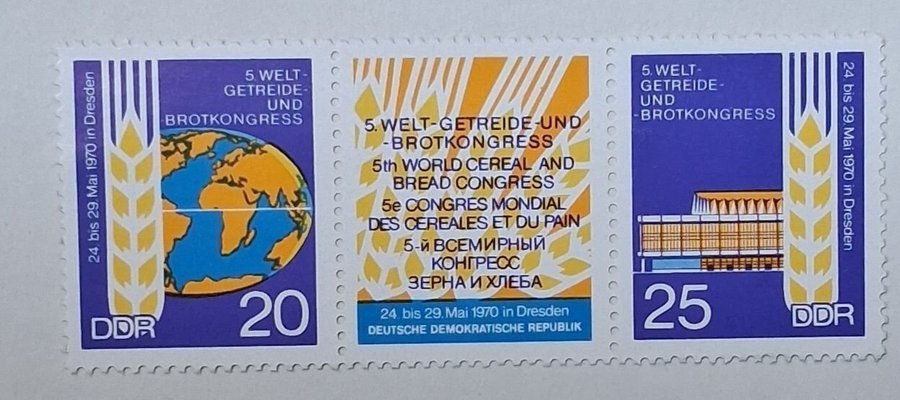 24. bis 29. Mai 1970 in Dresden
5. WELT-
GETREIDE-
UND
BROTKONGRESS
DDR
20
5. WELT-GETREIDE-UND
-BROTKONGRESS
5th WORLD CEREAL AND
BREAD CONGRESS
5e CONGRES MONDIAL
DES CEREALES ET DU PAIN
5-й ВСЕМИРНЫЙ
КОНГРЕСС
ЗЕРНА И ХЛЕБА
24. bis 29. Mai 1970 in Dresden
DEUTSCHE DEMOKRATISCHE REPUBLIK
5. WELT-
GETREIDE-
UND
-BROTKONGRESS
24. bis 29. Mai 1970 in Dresden
25
DDR